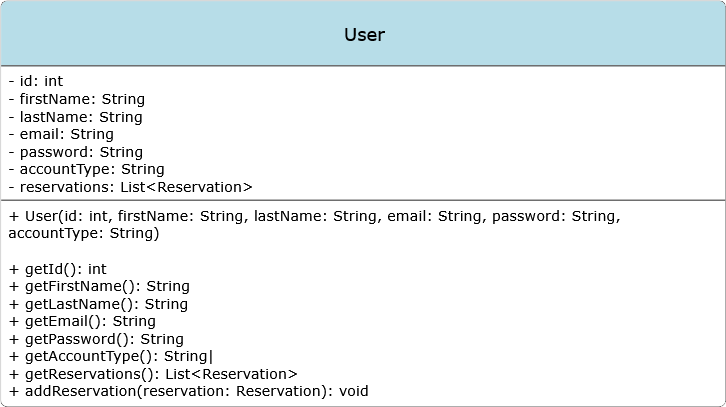 User
- id: int
- firstName: String
- lastName: String
- email: String
- password: String
- accountType: String
- reservations: List<Reservation>
+ User(id: int, firstName: String, lastName: String, email: String, password: String,
accountType: String)
+ getId(): int
+ getFirstName(): String
+ getLastName(): String
+ getEmail(): String
+ getPassword(): String
+ getAccountType(): String|
+ getReservations(): List<Reservation>
+ addReservation(reservation: Reservation): void